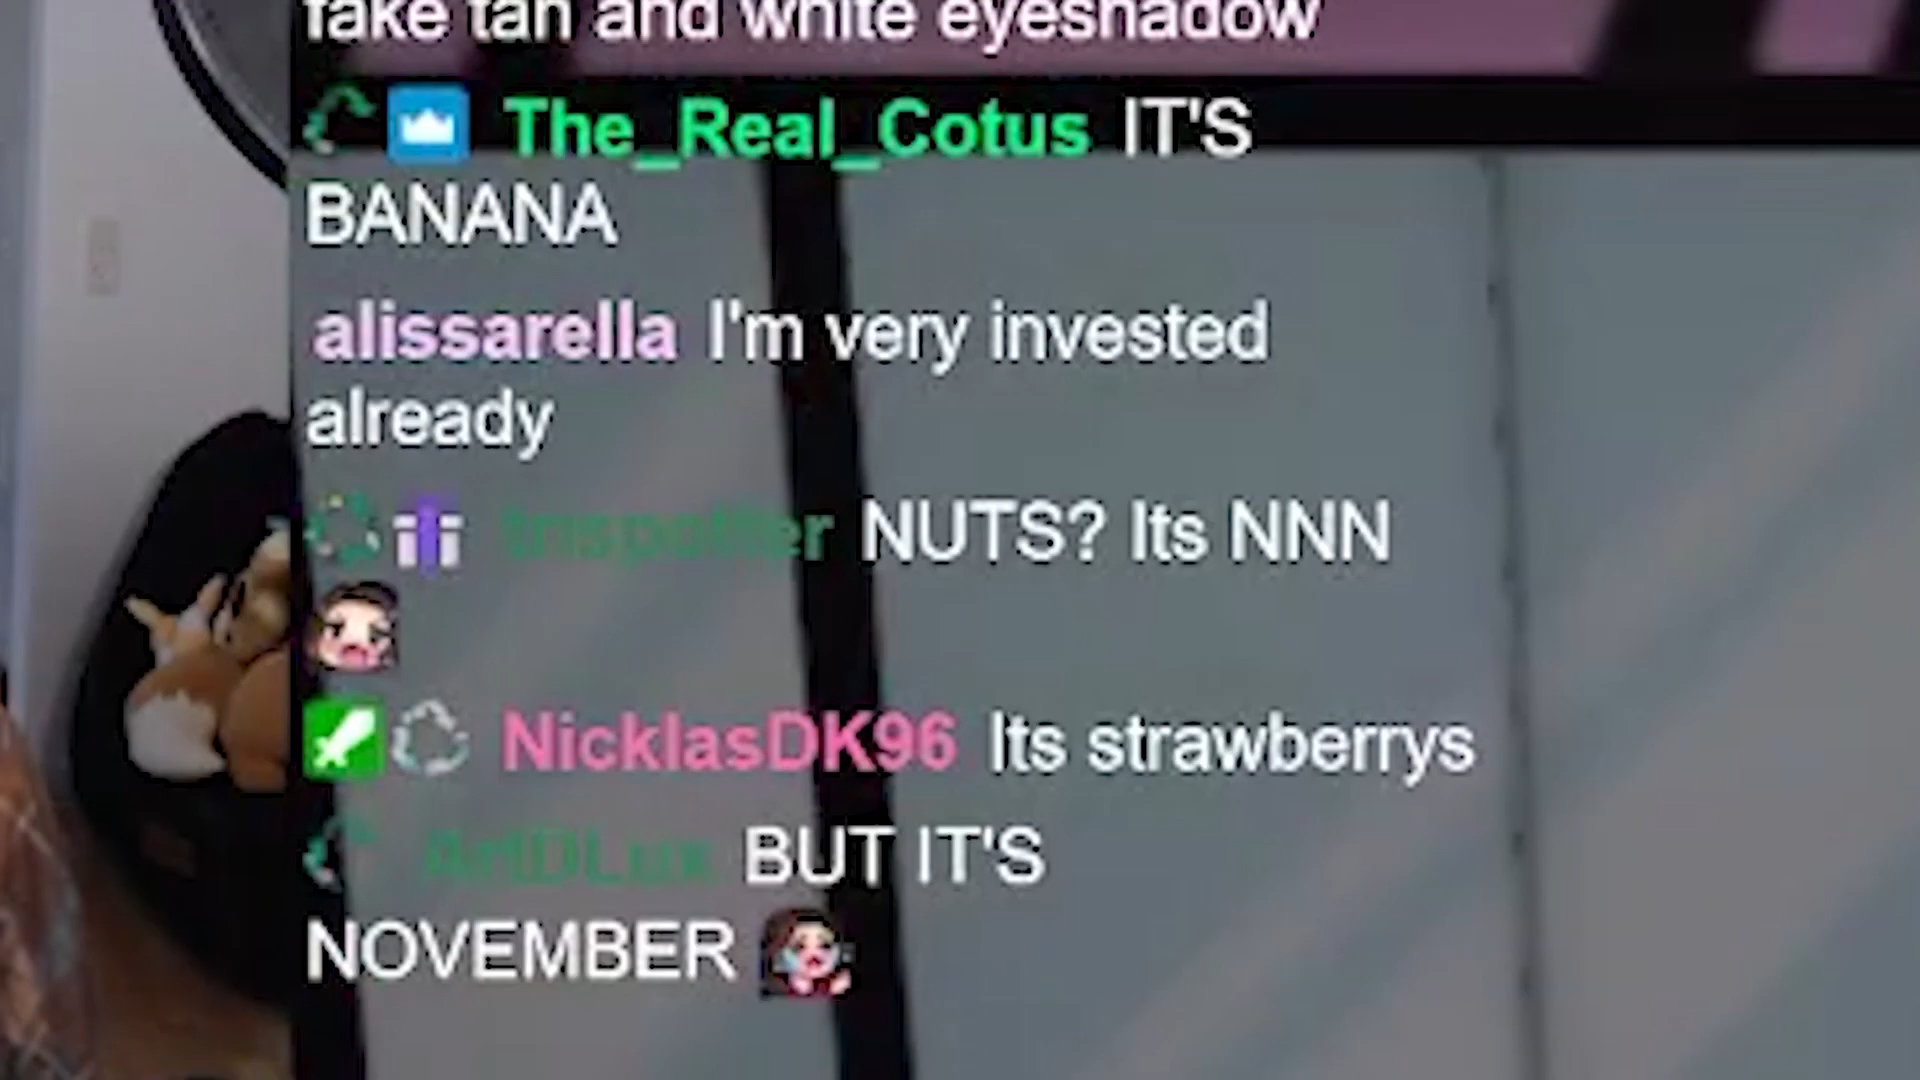 fake tan and white eyeshadow
The_Real_Cotus IT'S
BANANA
alissarella I'm very invested
already
NUTS? Its NNN
NicklasDK96 Its strawberrys
ArtDLux BUT IT'S
NOVEMBER